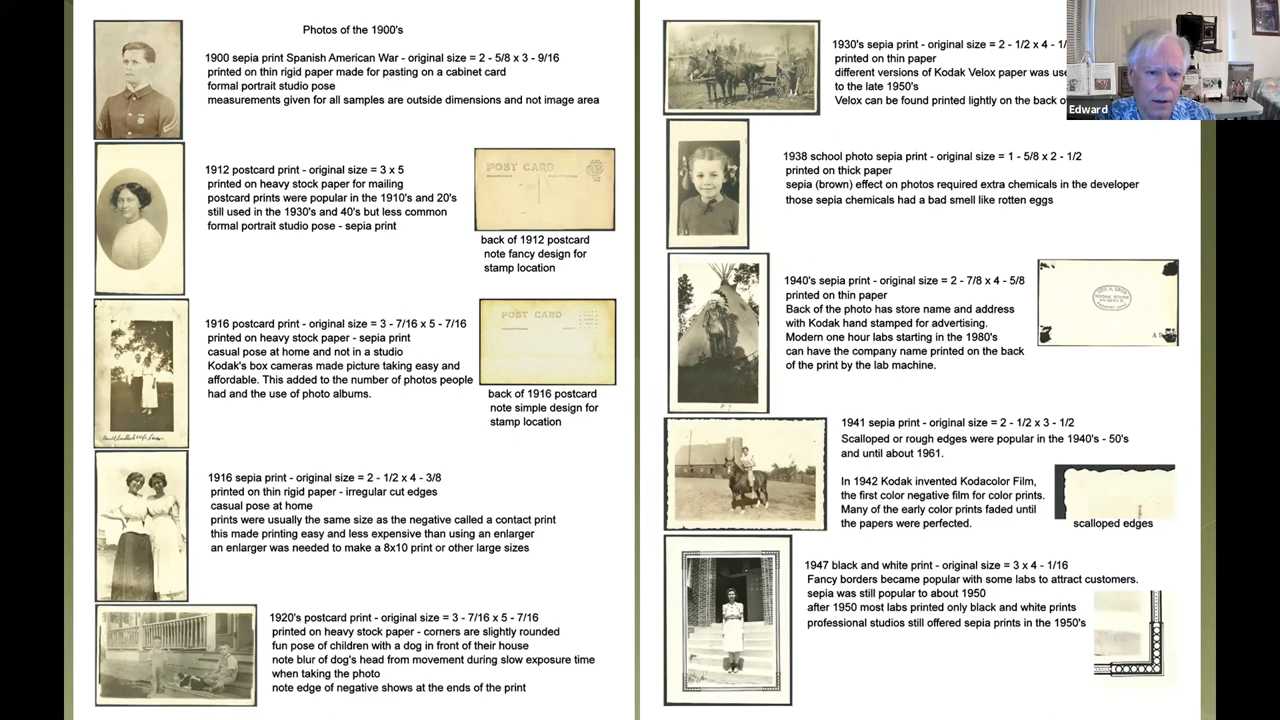 Photos of the 1900's
1900 sepia print Spanish American War - original size = 2 - 5/8 x 3 - 9/16
printed on thin rigid paper made for pasting on a cabinet card
formal portrait studio pose
measurements given for all samples are outside dimensions and not image area
1912 postcard print - original size = 3 x 5
printed on heavy stock paper for mailing
postcard prints were popular in the 1910's and 20's
still used in the 1930's and 40's but less common
formal portrait studio pose - sepia print
POST CARD
back of 1912 postcard
note fancy design for
stamp location
1916 postcard print - original size = 3 - 7/16 x 5 - 7/16
printed on heavy stock paper - sepia print
casual pose at home and not in a studio
Kodak's box cameras made picture taking easy and
affordable. This added to the number of photos people
had and the use of photo albums.
POST CARD
back of 1916 postcard
note simple design for
stamp location
1916 sepia print - original size = 2 - 1/2 x 4 - 3/8
printed on thin rigid paper - irregular cut edges
casual pose at home
prints were usually the same size as the negative called a contact print
this made printing easy and less expensive than using an enlarger
an enlarger was needed to make a 8x10 print or other large sizes
1920's postcard print - original size = 3 - 7/16 x 5 - 7/16
printed on heavy stock paper - corners are slightly rounded
fun pose of children with a dog in front of their house
note blur of dog's head from movement during slow exposure time
when taking the photo
note edge of negative shows at the ends of the print
1930's sepia print - original size = 2 - 1/2 x 4 - 1/
printed on thin paper
different versions of Kodak Velox paper was use
to the late 1950's
Velox can be found printed lightly on the back o
Edward
1938 school photo sepia print - original size = 1 - 5/8 x 2 - 1/2
printed on thick paper
sepia (brown) effect on photos required extra chemicals in the developer
those sepia chemicals had a bad smell like rotten eggs
1940's sepia print - original size = 2 - 7/8 x 4 - 5/8
printed on thin paper
Back of the photo has store name and address
with Kodak hand stamped for advertising.
Modern one hour labs starting in the 1980's
can have the company name printed on the back
of the print by the lab machine.
KODAK STORE
1941 sepia print - original size = 2 - 1/2 x 3 - 1/2
Scalloped or rough edges were popular in the 1940's - 50's
and until about 1961.
In 1942 Kodak invented Kodacolor Film,
the first color negative film for color prints.
Many of the early color prints faded until
the papers were perfected.
scalloped edges
1947 black and white print - original size = 3 x 4 - 1/16
Fancy borders became popular with some labs to attract customers.
sepia was still popular to about 1950
after 1950 most labs printed only black and white prints
professional studios still offered sepia prints in the 1950's